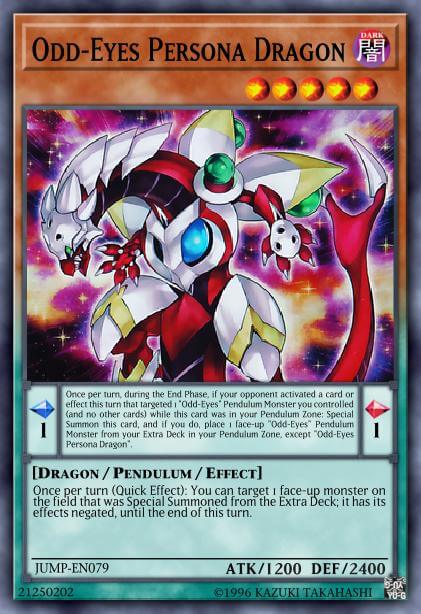 Odd-Eyes Persona Dragon
DARK
闇
Once per turn, during the End Phase, if your opponent activated a card or
effect this turn that targeted 1 "Odd-Eyes" Pendulum Monster you controlled
(and no other cards) while this card was in your Pendulum Zone: Special
Summon this card, and if you do, place 1 face-up "Odd-Eyes" Pendulum
Monster from your Extra Deck in your Pendulum Zone, except "Odd-Eyes
Persona Dragon".
1
1
[Dragon / Pendulum / Effect]
Once per turn (Quick Effect): You can target 1 face-up monster on
the field that was Special Summoned from the Extra Deck; it has its
effects negated, until the end of this turn.
JUMP-EN079
ATK/1200 DEF/2400
21250202
©1996 KAZUKI TAKAHASHI